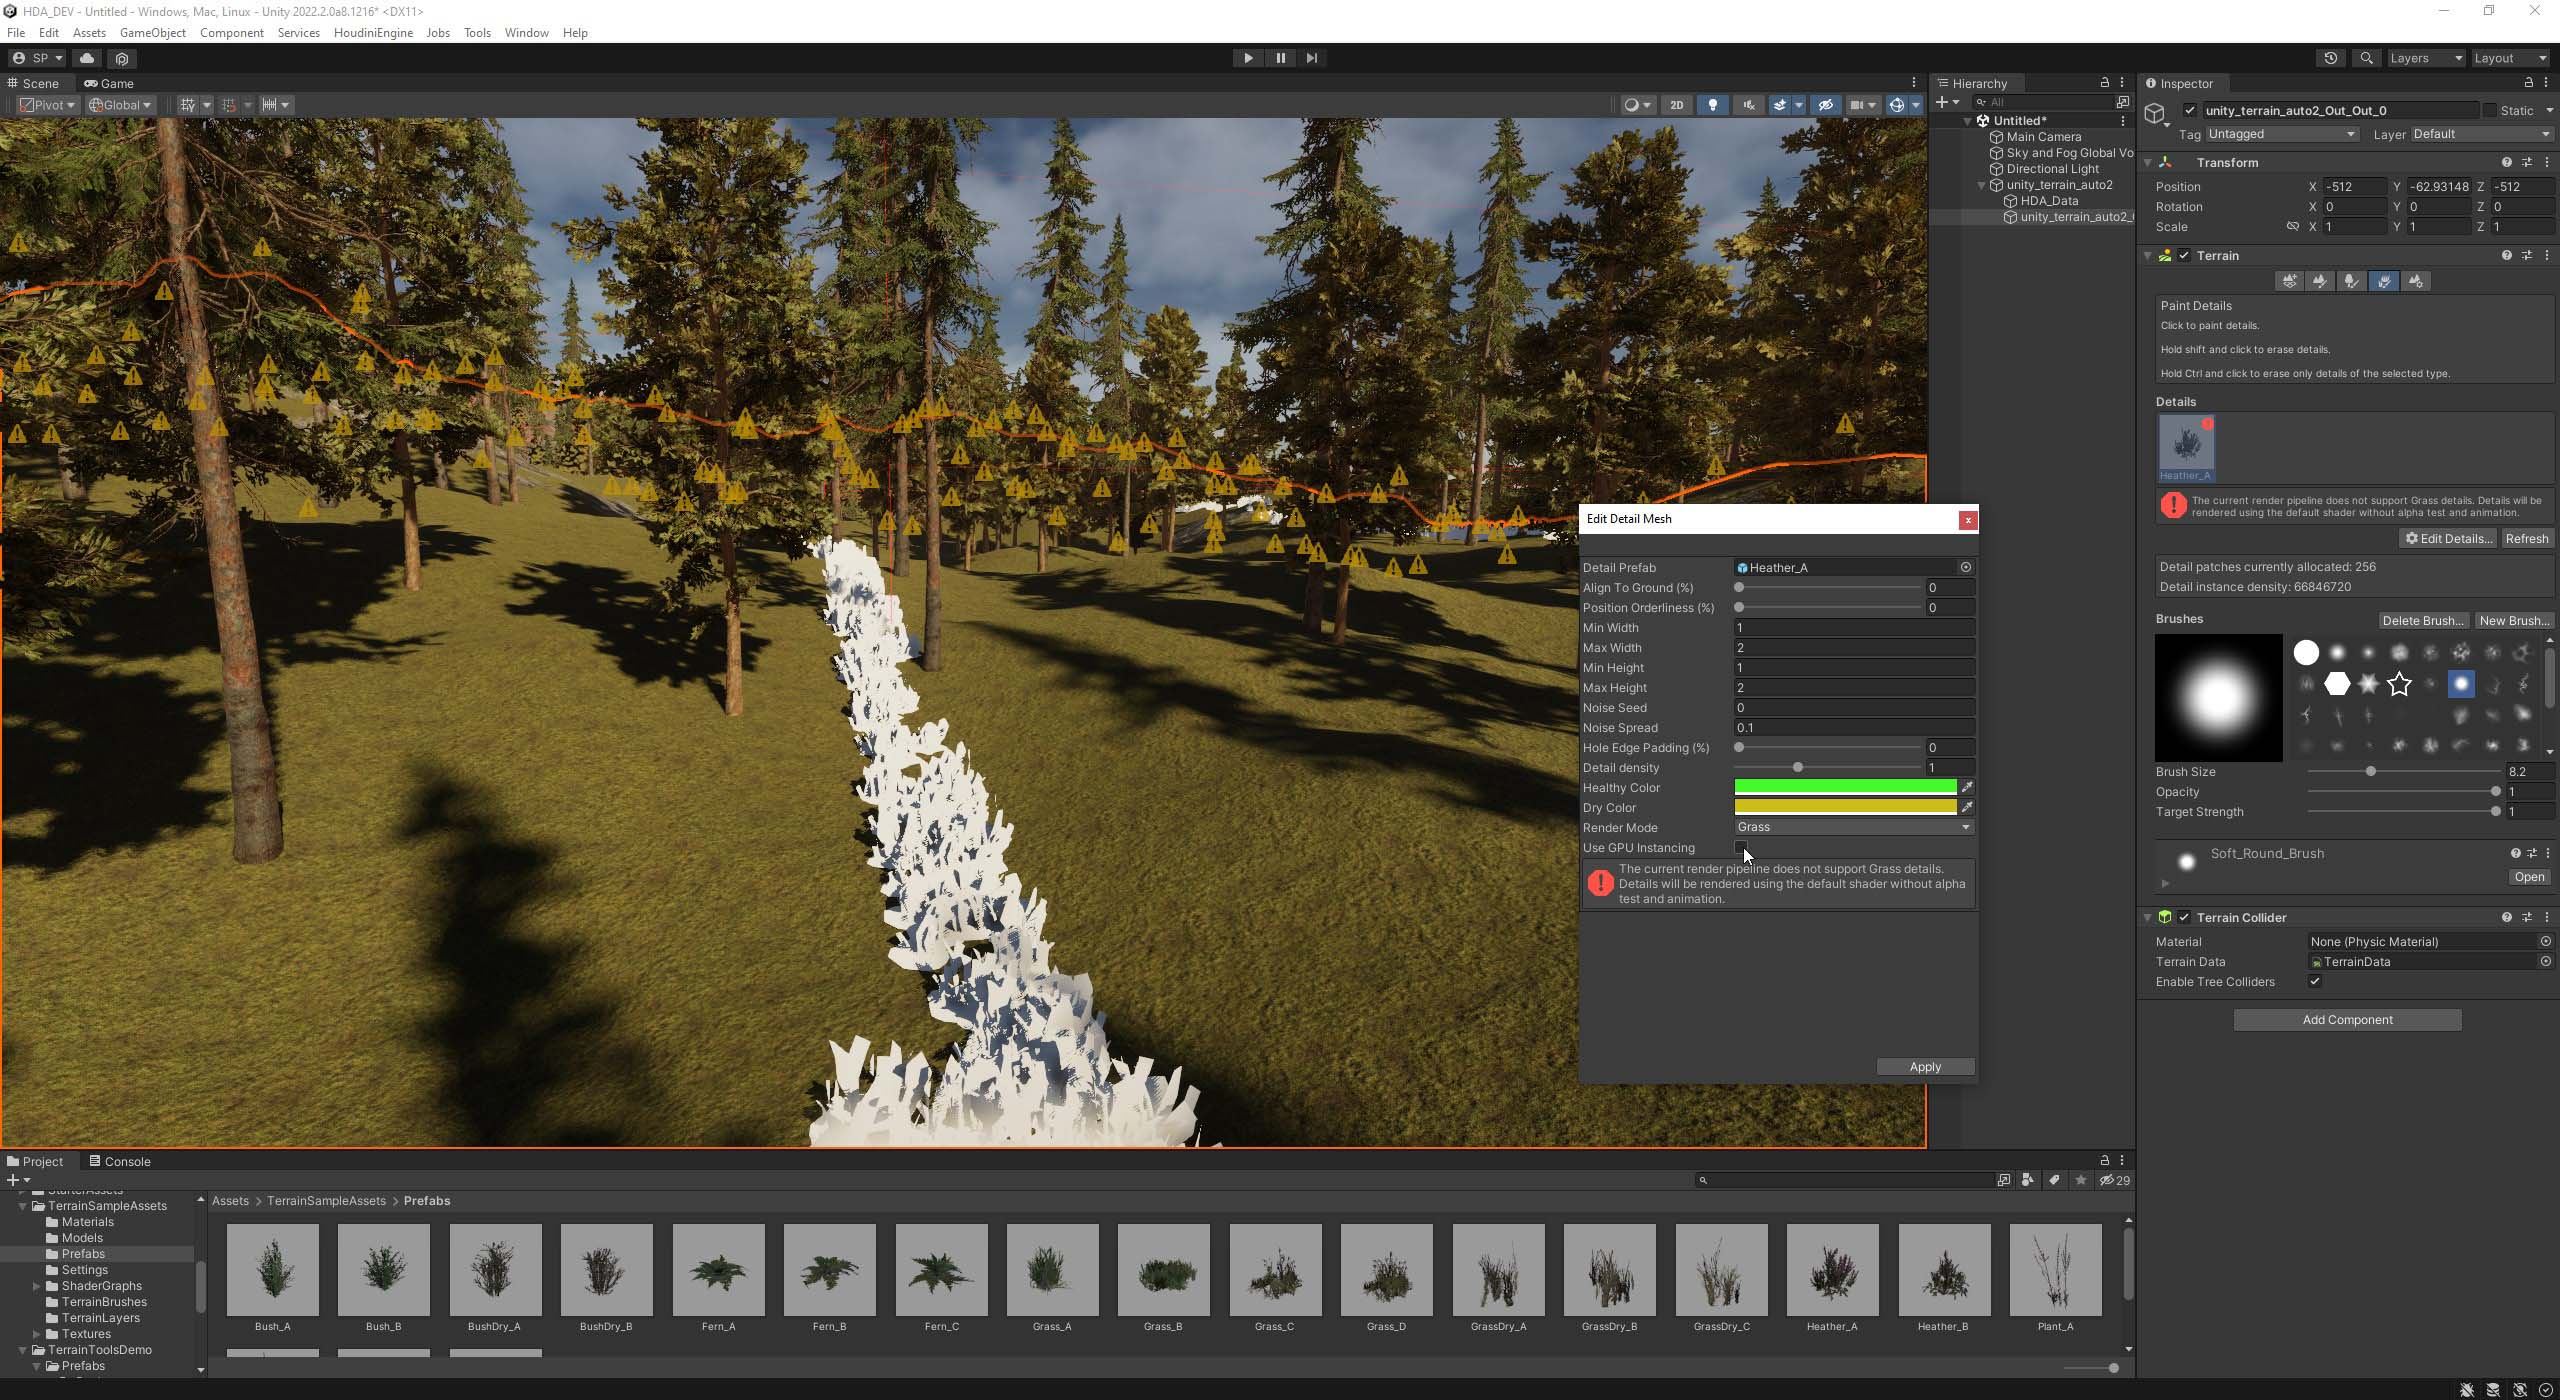 HDA_DEV - Untitled - Windows, Mac, Linux - Unity 2022.2.0a8.1216* <DX11>
File Edit Assets GameObject Component Services HoudiniEngine Jobs Tools Window Help
SP
Layers Layout
Scene Game
Pivot Global
2D
Hierarchy
All
Untitled*
Main Camera
Sky and Fog Global Vo
Directional Light
unity_terrain_auto2
HDA_Data
unity_terrain_auto2_
Inspector
unity_terrain_auto2_Out_Out_0 Static
Tag Untagged Layer Default
Transform
Position X -512 Y -62.93148 Z -512
Rotation X 0 Y 0 Z 0
Scale X 1 Y 1 Z 1
Terrain
Paint Details
Click to paint details.
Hold shift and click to erase details.
Hold Ctrl and click to erase only details of the selected type.
Details
Heather_A
The current render pipeline does not support Grass details. Details will be
rendered using the default shader without alpha test and animation.
Edit Details... Refresh
Detail patches currently allocated: 256
Detail instance density: 66846720
Brushes Delete Brush... New Brush...
Brush Size 8.2
Opacity 1
Target Strength 1
Soft_Round_Brush
Open
Terrain Collider
Material None (Physic Material)
Terrain Data TerrainData
Enable Tree Colliders
Add Component
Edit Detail Mesh x
Detail Prefab Heather_A
Align To Ground (%) 0
Position Orderliness (%) 0
Min Width 1
Max Width 2
Min Height 1
Max Height 2
Noise Seed 0
Noise Spread 0.1
Hole Edge Padding (%) 0
Detail density 1
Healthy Color
Dry Color
Render Mode Grass
Use GPU Instancing
The current render pipeline does not support Grass details.
Details will be rendered using the default shader without alpha
test and animation.
Apply
Project Console
29
StarterAssets
TerrainSampleAssets
Materials
Models
Prefabs
Settings
ShaderGraphs
TerrainBrushes
TerrainLayers
Textures
TerrainToolsDemo
Prefabs
Assets > TerrainSampleAssets > Prefabs
Bush_A Bush_B BushDry_A BushDry_B Fern_A Fern_B Fern_C Grass_A Grass_B Grass_C Grass_D GrassDry_A GrassDry_B GrassDry_C Heather_A Heather_B Plant_A